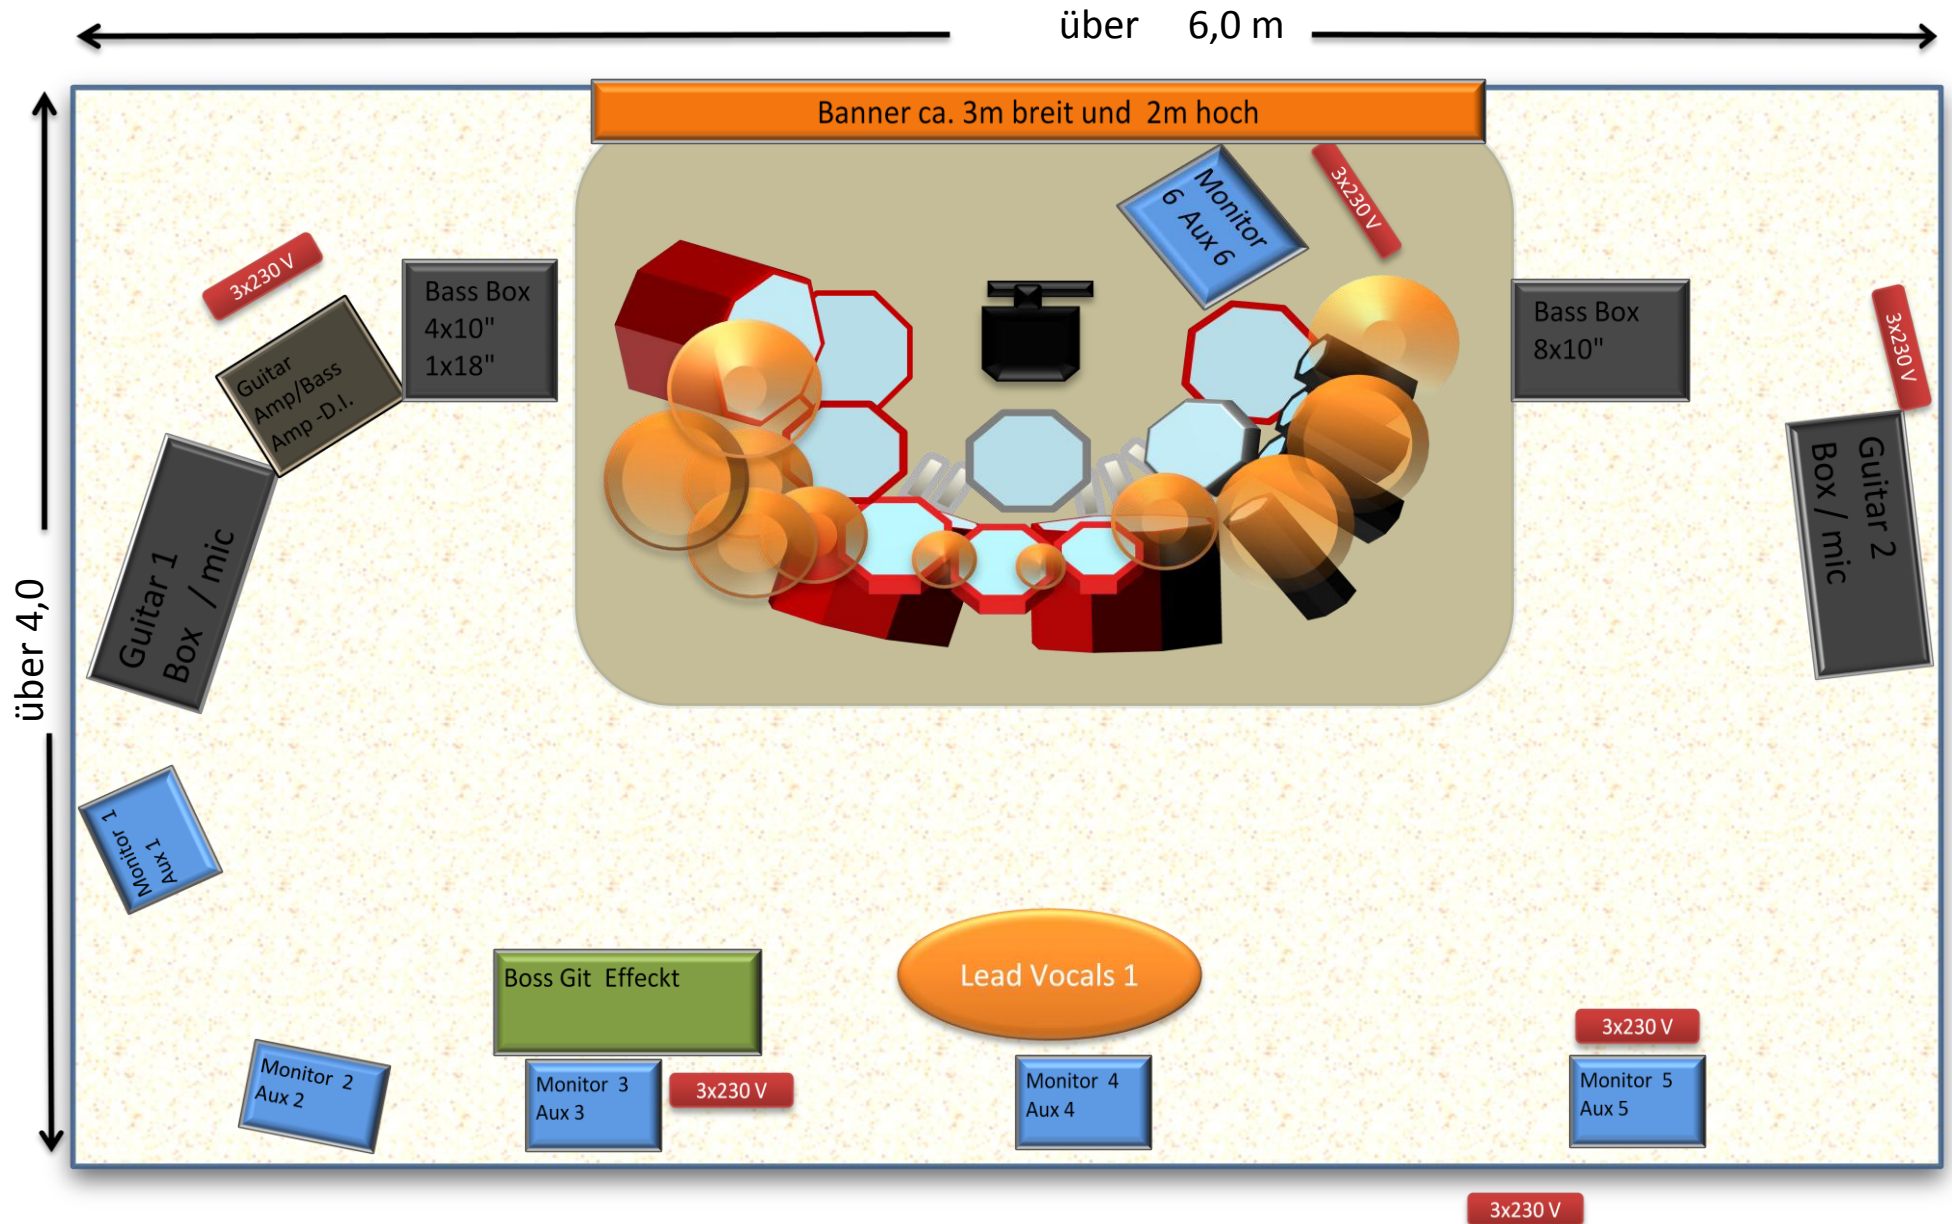 über 6,0 m
Banner ca. 3m breit und 2m hoch
über 4,0
3x230 V
Guitar
Amp/Bass
Amp -D.I.
Bass Box
4x10"
1x18"
Monitor
6 Aux 6
3x230 V
Bass Box
8x10"
3x230 V
Guitar 1
Box / mic
Guitar 2
Box / mic
Monitor 1
Aux 1
Boss Git Effeckt
Lead Vocals 1
3x230 V
Monitor 2
Aux 2
Monitor 3
Aux 3
3x230 V
Monitor 4
Aux 4
Monitor 5
Aux 5
3x230 V